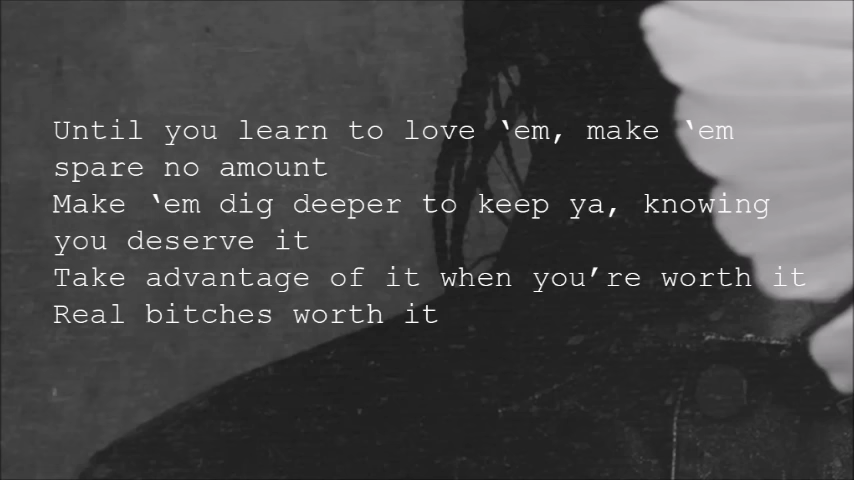 Until you learn to love ‘em, make ‘em
spare no amount
Make ‘em dig deeper to keep ya, knowing
you deserve it
Take advantage of it when you’re worth it
Real bitches worth it